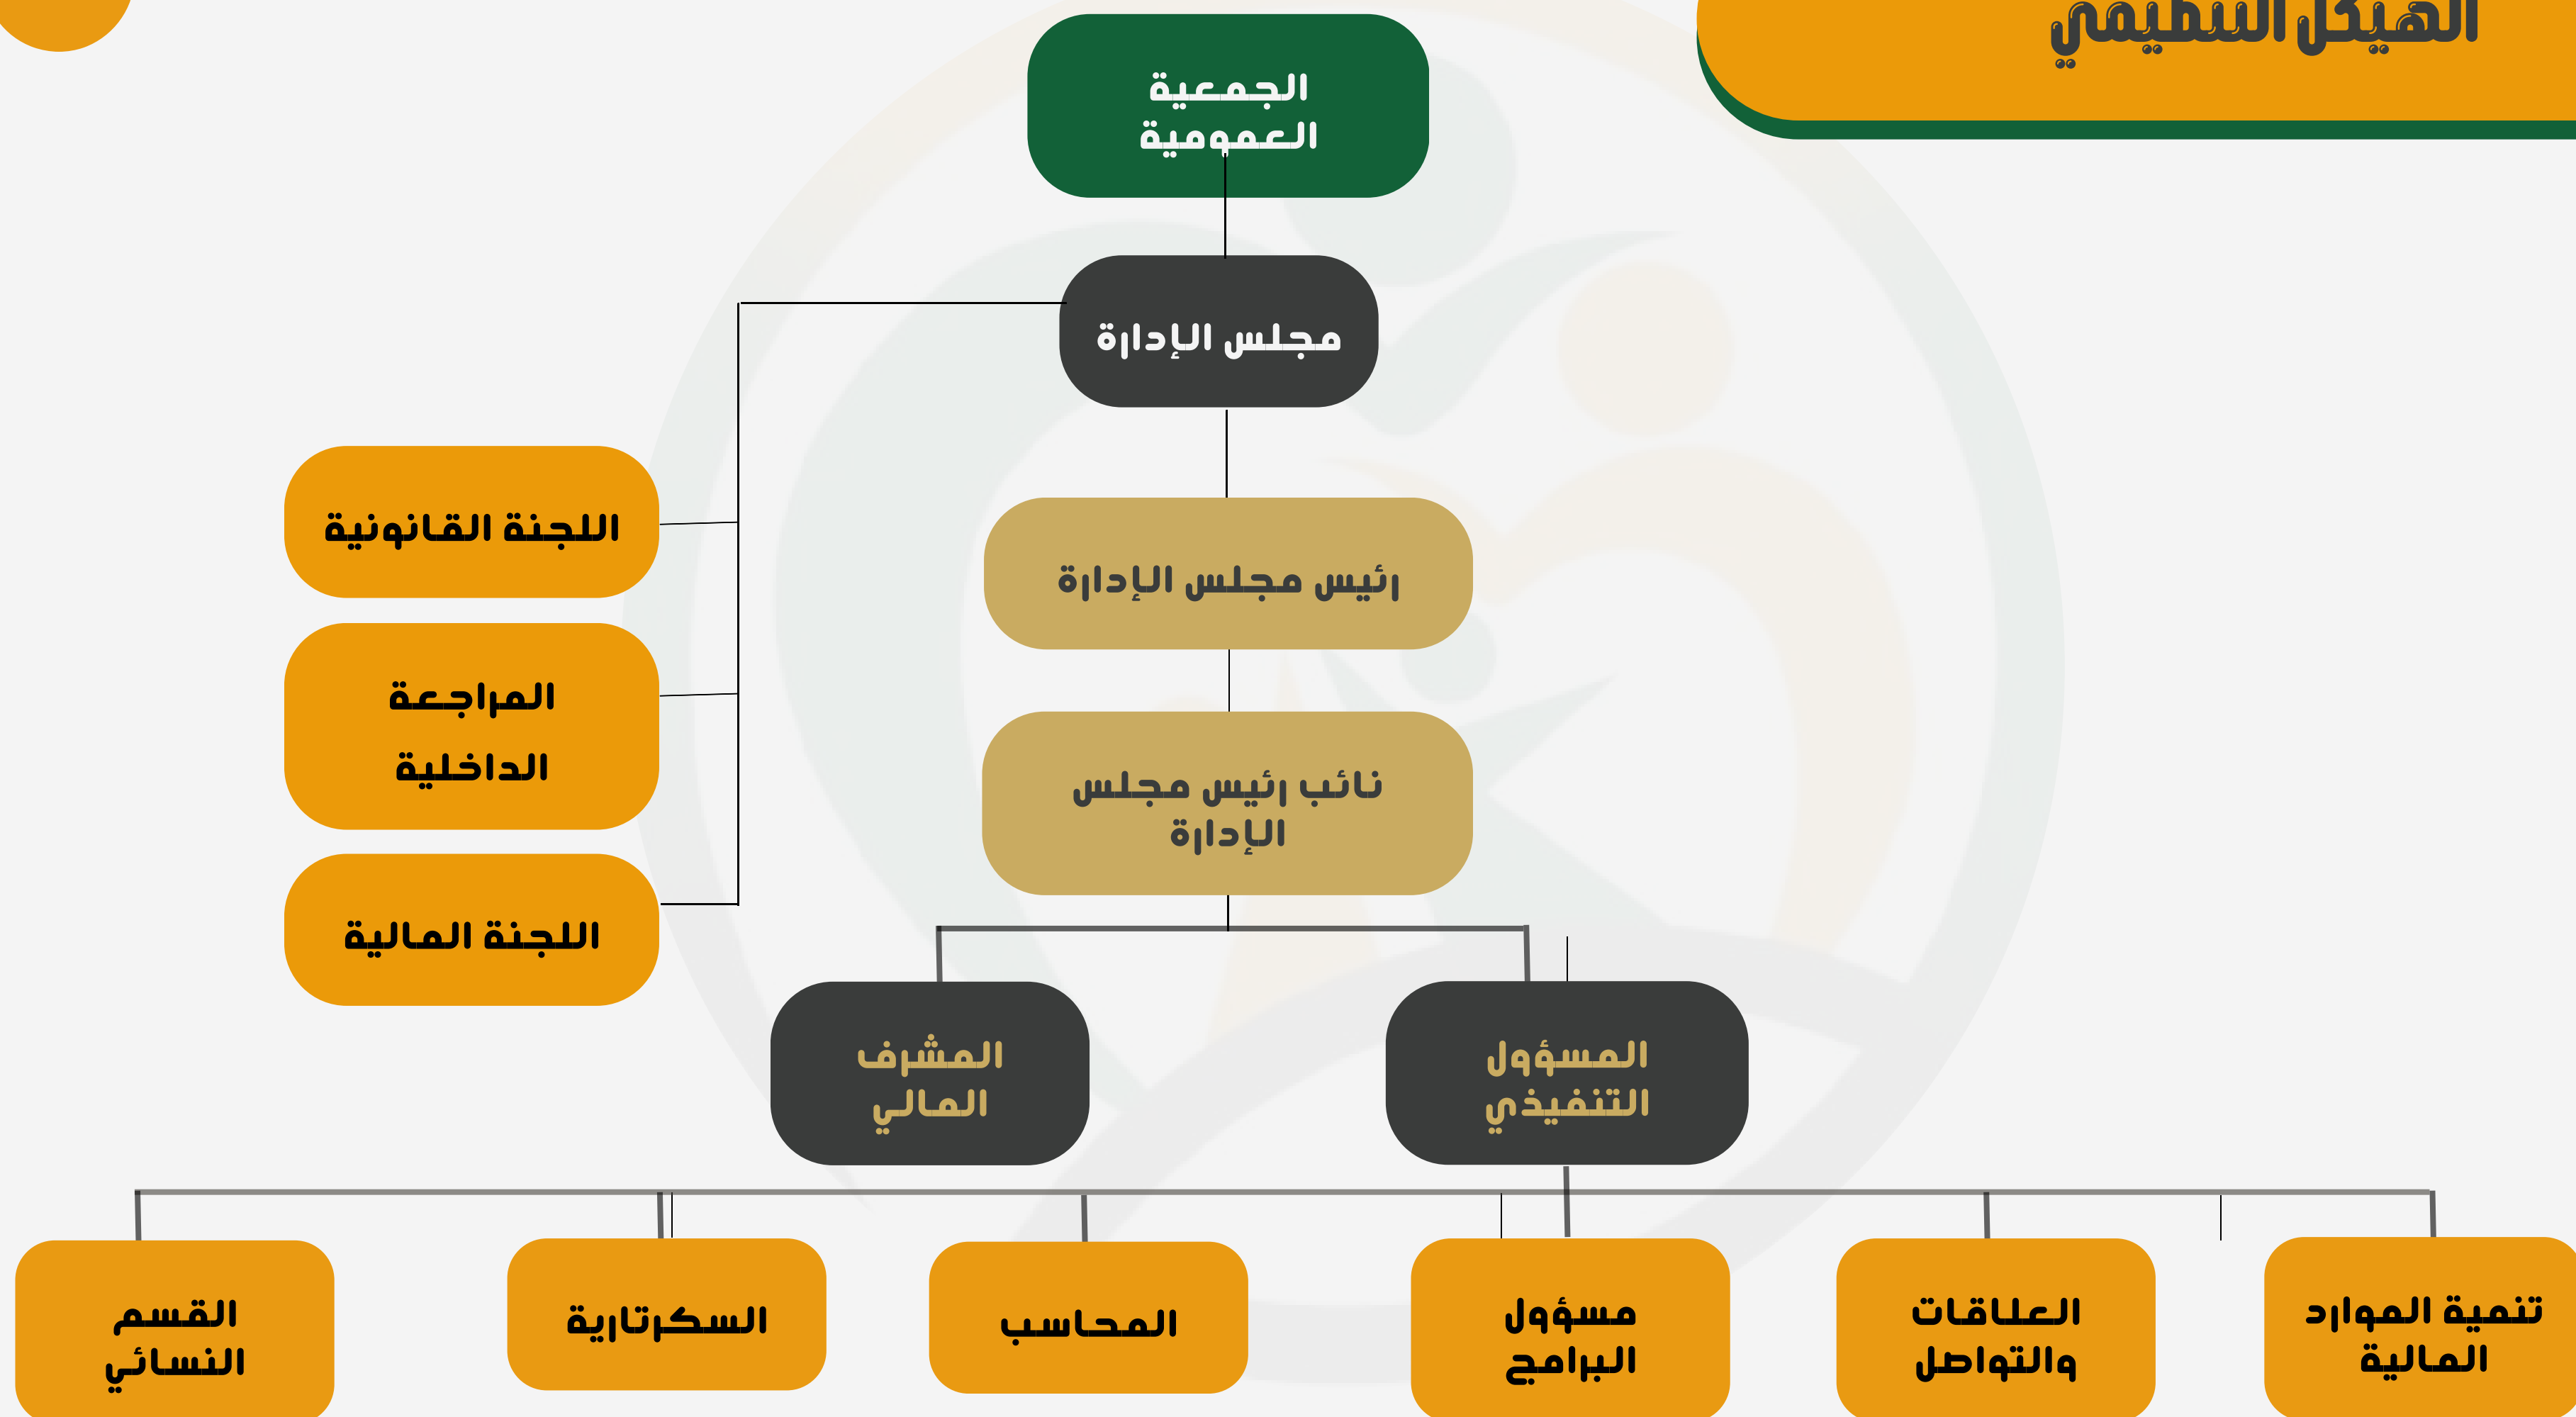 الهيكل التنظيمي
الجمعية
العمومية
مجلس الإدارة
رئيس مجلس الإدارة
نائب رئيس مجلس
الإدارة
اللجنة القانونية
المراجعة
الداخلية
اللجنة المالية
المسؤول
التنفيذي
المشرف
المالي
تنمية الموارد
المالية
العلاقات
والتواصل
مسؤول
البرامج
المحاسب
السكرتارية
القسم
النسائي